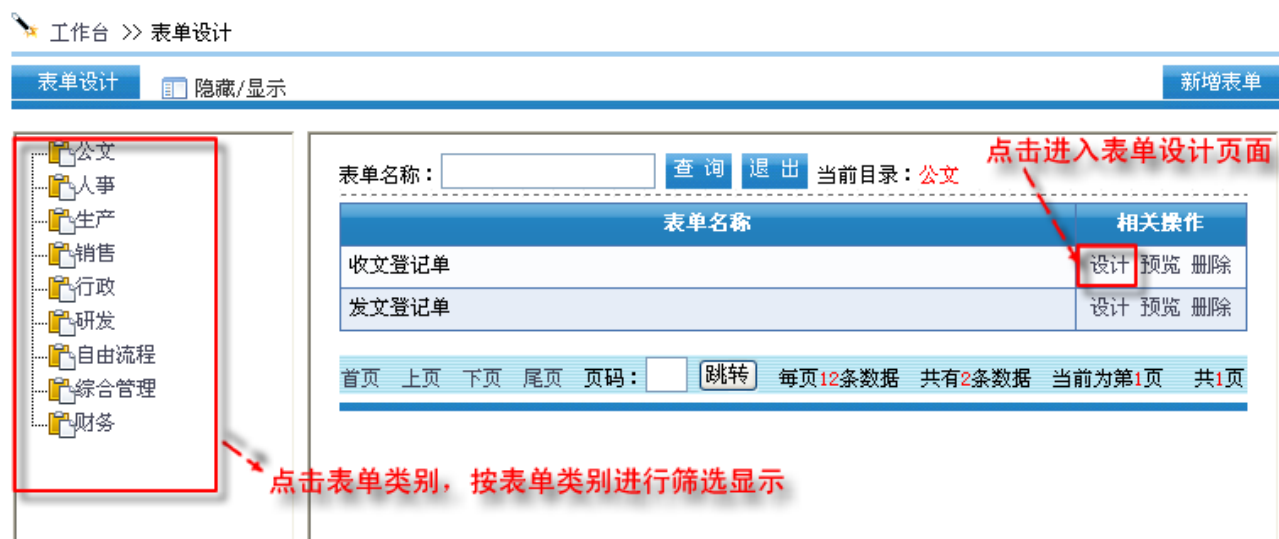 工作台 >> 表单设计
表单设计 隐藏/显示 新增表单
公文
人事
生产
销售
行政
研发
自由流程
综合管理
财务
点击进入表单设计页面
表单名称： 查 询 退 出 当前目录：公文
表单名称 相关操作
收文登记单 设计 预览 删除
发文登记单 设计 预览 删除
首页 上页 下页 尾页 页码： 跳转 每页12条数据 共有2条数据 当前为第1页 共1页
点击表单类别，按表单类别进行筛选显示